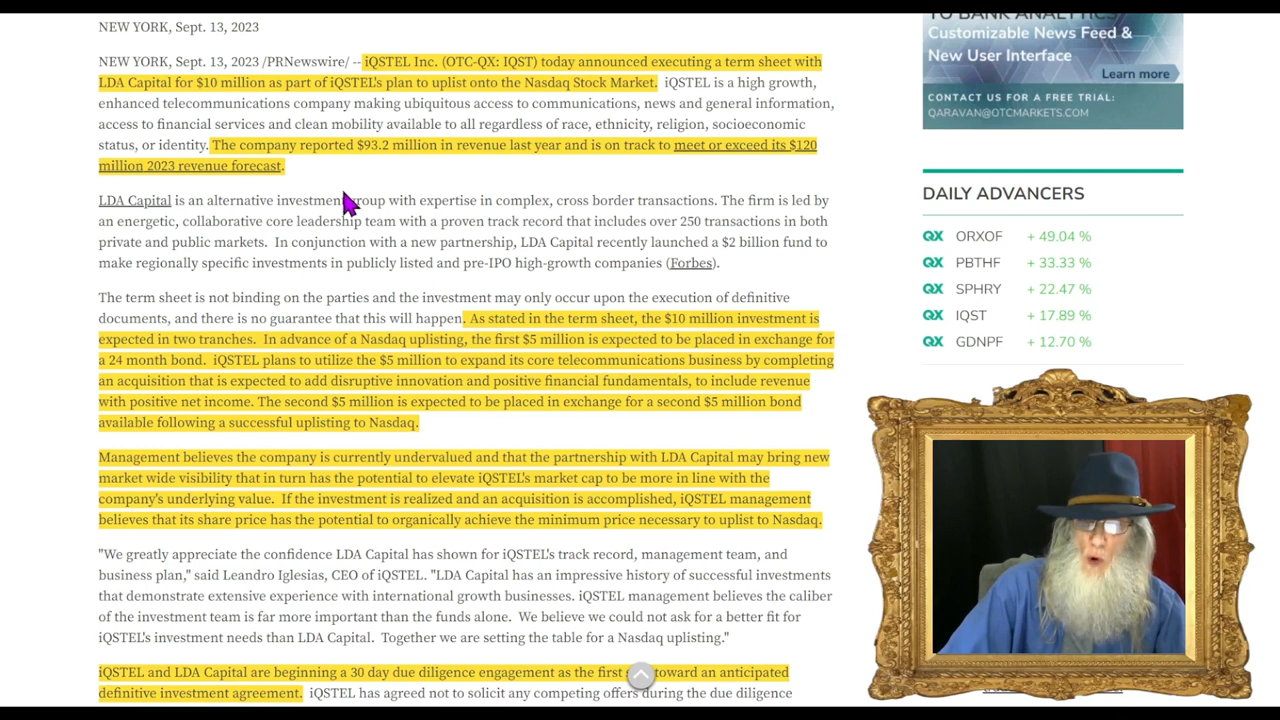 NEW YORK, Sept. 13, 2023
NEW YORK, Sept. 13, 2023 /PRNewswire/ -- iQSTEL Inc. (OTC-QX: IQST) today announced executing a term sheet with
LDA Capital for $10 million as part of iQSTEL's plan to uplist onto the Nasdaq Stock Market. iQSTEL is a high growth,
enhanced telecommunications company making ubiquitous access to communications, news and general information,
access to financial services and clean mobility available to all regardless of race, ethnicity, religion, socioeconomic
status, or identity. The company reported $93.2 million in revenue last year and is on track to meet or exceed its $120
million 2023 revenue forecast.
LDA Capital is an alternative investment group with expertise in complex, cross border transactions. The firm is led by
an energetic, collaborative core leadership team with a proven track record that includes over 250 transactions in both
private and public markets. In conjunction with a new partnership, LDA Capital recently launched a $2 billion fund to
make regionally specific investments in publicly listed and pre-IPO high-growth companies (Forbes).
The term sheet is not binding on the parties and the investment may only occur upon the execution of definitive
documents, and there is no guarantee that this will happen. As stated in the term sheet, the $10 million investment is
expected in two tranches. In advance of a Nasdaq uplisting, the first $5 million is expected to be placed in exchange for
a 24 month bond. iQSTEL plans to utilize the $5 million to expand its core telecommunications business by completing
an acquisition that is expected to add disruptive innovation and positive financial fundamentals, to include revenue
with positive net income. The second $5 million is expected to be placed in exchange for a second $5 million bond
available following a successful uplisting to Nasdaq.
Management believes the company is currently undervalued and that the partnership with LDA Capital may bring new
market wide visibility that in turn has the potential to elevate iQSTEL's market cap to be more in line with the
company's underlying value. If the investment is realized and an acquisition is accomplished, iQSTEL management
believes that its share price has the potential to organically achieve the minimum price necessary to uplist to Nasdaq.
"We greatly appreciate the confidence LDA Capital has shown for iQSTEL's track record, management team, and
business plan," said Leandro Iglesias, CEO of iQSTEL. "LDA Capital has an impressive history of successful investments
that demonstrate extensive experience with international growth businesses. iQSTEL management believes the caliber
of the investment team is far more important than the funds alone. We believe we could not ask for a better fit for
iQSTEL's investment needs than LDA Capital. Together we are setting the table for a Nasdaq uplisting."
iQSTEL and LDA Capital are beginning a 30 day due diligence engagement as the first toward an anticipated
definitive investment agreement. iQSTEL has agreed not to solicit any competing offers during the due diligence
TO BANK ANALYTICS
Customizable News Feed &
New User Interface
Learn more
CONTACT US FOR A FREE TRIAL:
QARAVAN@OTCMARKETS.COM
DAILY ADVANCERS
QX ORXOF + 49.04 %
QX PBTHF + 33.33 %
QX SPHRY + 22.47 %
QX IQST + 17.89 %
QX GDNPF + 12.70 %